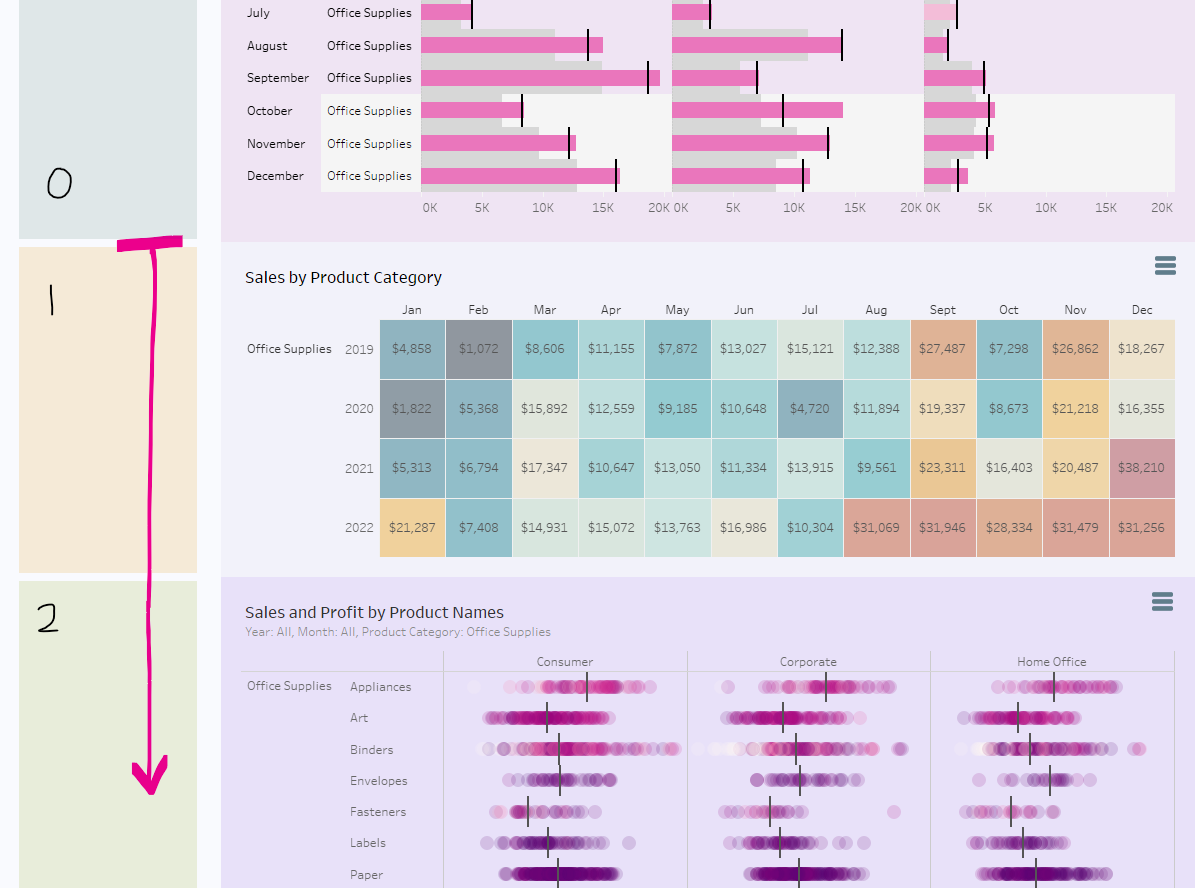 July Office Supplies
August Office Supplies
September Office Supplies
October Office Supplies
November Office Supplies
0
December Office Supplies
0K 5K 10K 15K 20K 0K 5K 10K 15K 20K 0K 5K 10K 15K 20K
1
Sales by Product Category
Jan Feb Mar Apr May Jun Jul Aug Sept Oct Nov Dec
Office Supplies 2019 $4,858 $1,072 $8,606 $11,155 $7,872 $13,027 $15,121 $12,388 $27,487 $7,298 $26,862 $18,267
2020 $1,822 $5,368 $15,892 $12,559 $9,185 $10,648 $4,720 $11,894 $19,337 $8,673 $21,218 $16,355
2021 $5,313 $6,794 $17,347 $10,647 $13,050 $11,334 $13,915 $9,561 $23,311 $16,403 $20,487 $38,210
2022 $21,287 $7,408 $14,931 $15,072 $13,763 $16,986 $10,304 $31,069 $31,946 $28,334 $31,479 $31,256
2
Sales and Profit by Product Names
Year: All, Month: All, Product Category: Office Supplies
Consumer Corporate Home Office
Office Supplies Appliances
Art
Binders
Envelopes
Fasteners
Labels
Paper